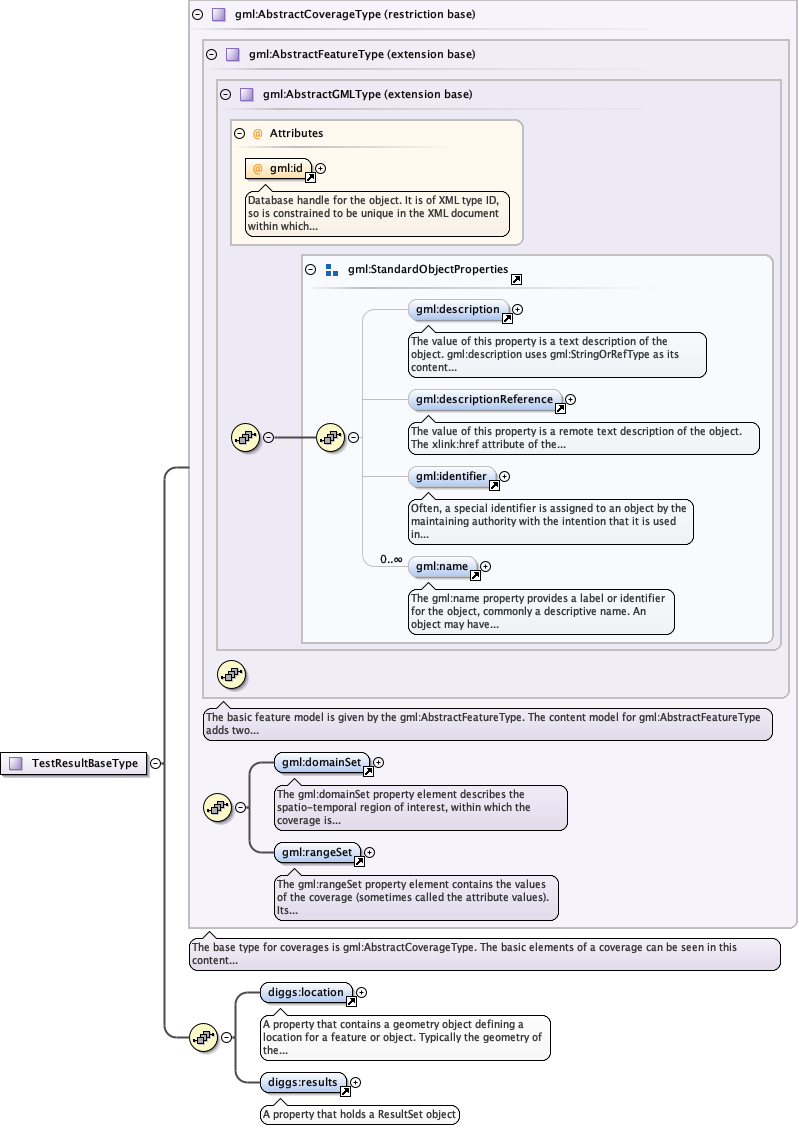 gml:AbstractCoverageType (restriction base)
gml:AbstractFeatureType (extension base)
gml:AbstractGMLType (extension base)
@ Attributes
@ gml:id
Database handle for the object. It is of XML type ID,
so is constrained to be unique in the XML document
within which...
gml:StandardObjectProperties
gml:description
The value of this property is a text description of the
object. gml:description uses gml:StringOrRefType as its
content...
gml:descriptionReference
The value of this property is a remote text description of the object.
The xlink:href attribute of the...
gml:identifier
Often, a special identifier is assigned to an object by the
maintaining authority with the intention that it is used
in...
0..∞
gml:name
The gml:name property provides a label or identifier
for the object, commonly a descriptive name. An
object may have...
The basic feature model is given by the gml:AbstractFeatureType. The content model for gml:AbstractFeatureType
adds two...
TestResultBaseType
gml:domainSet
The gml:domainSet property element describes the
spatio-temporal region of interest, within which the
coverage is...
gml:rangeSet
The gml:rangeSet property element contains the values
of the coverage (sometimes called the attribute values).
Its...
The base type for coverages is gml:AbstractCoverageType. The basic elements of a coverage can be seen in this
content...
diggs:location
A property that contains a geometry object defining a
location for a feature or object. Typically the geometry of
the...
diggs:results
A property that holds a ResultSet object